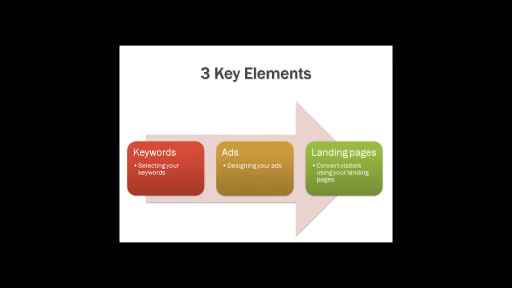 3 Key Elements
Keywords
• Selecting your
keywords
Ads
• Designing your ads
Landing pages
• Convert visitors
using your landing
pages